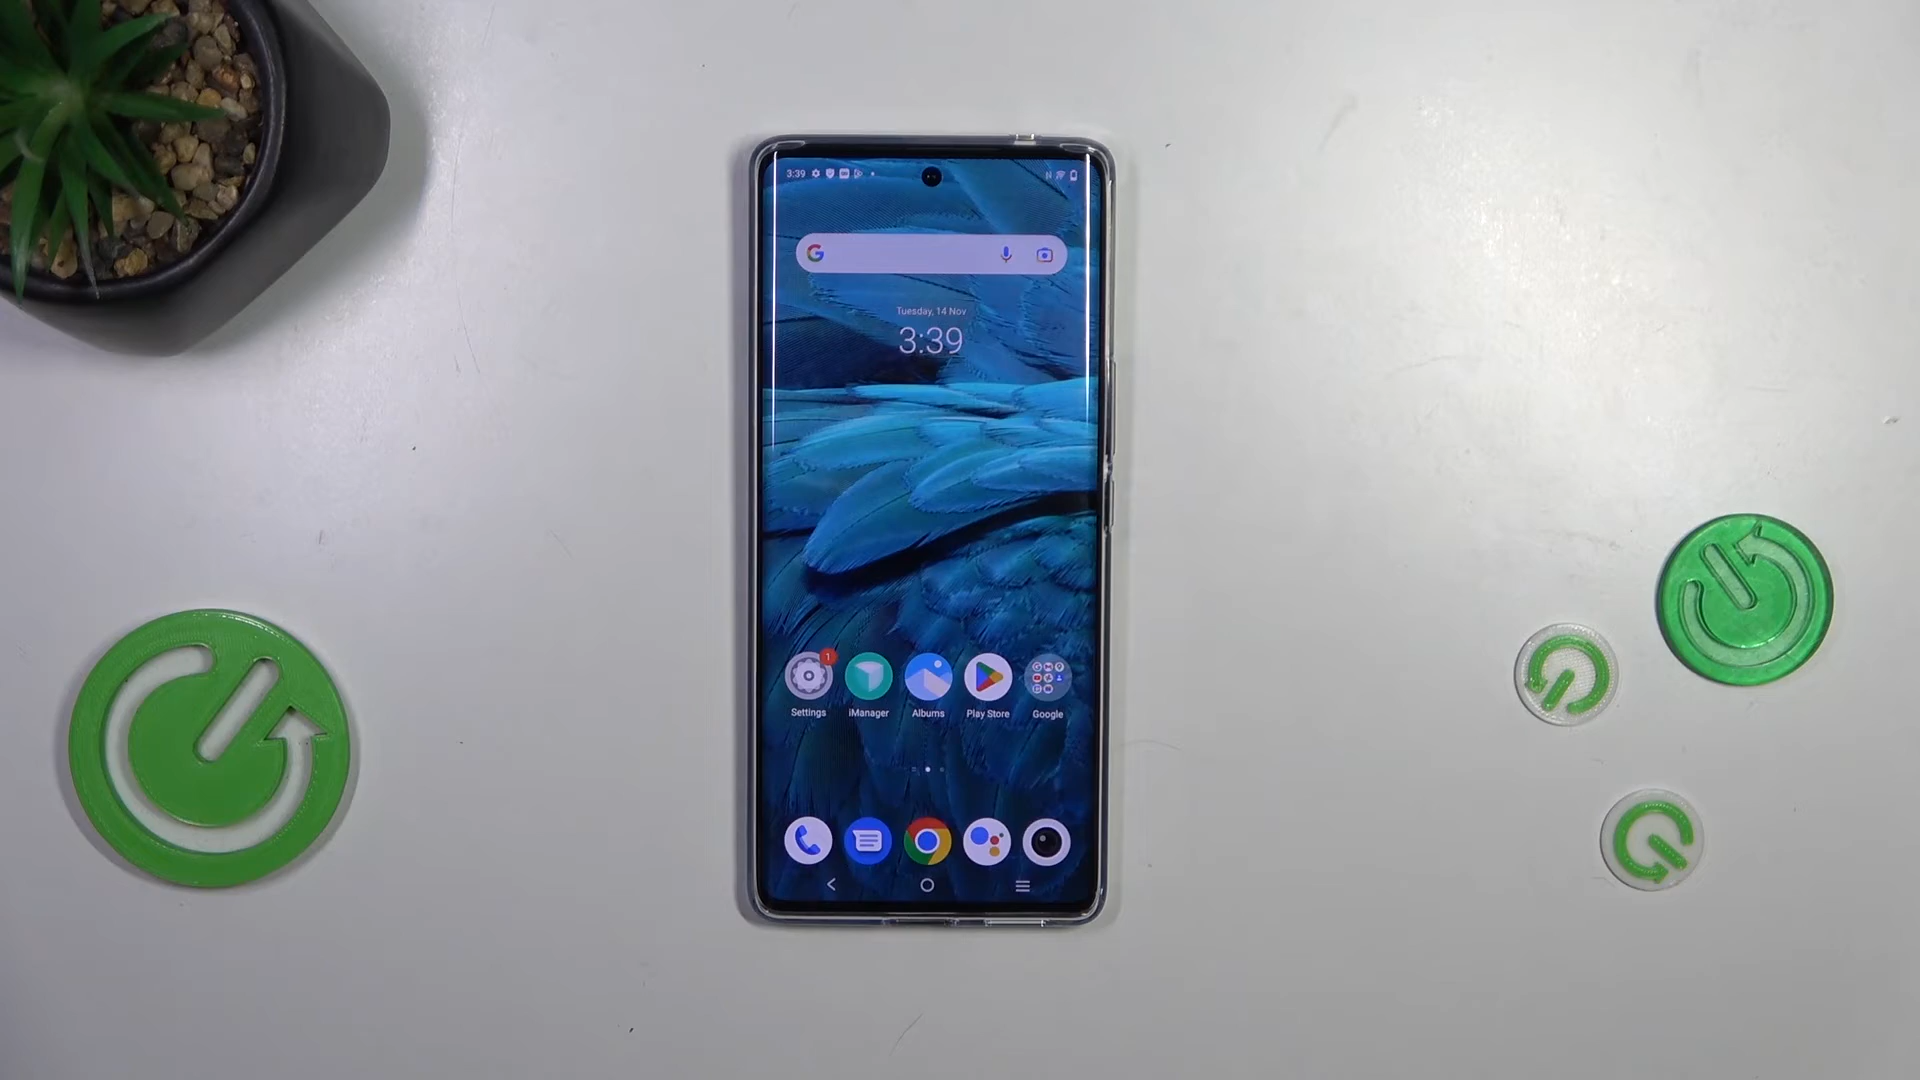 3:39
Tuesday, 14 Nov
3:39
Settings
iManager
Albums
Play Store
Google